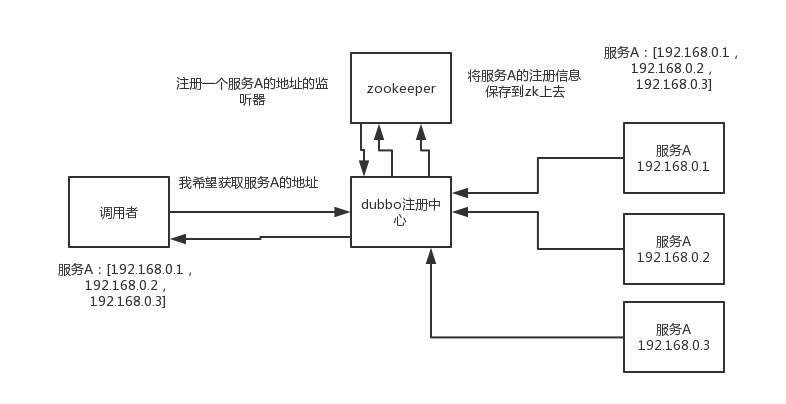 服务A：[192.168.0.1，
192.168.0.2，
192.168.0.3]
注册一个服务A的地址的监
听器
zookeeper
将服务A的注册信息
保存到zk上去
服务A
192.168.0.1
我希望获取服务A的地址
调用者
dubbo注册中
心
服务A
192.168.0.2
服务A：[192.168.0.1，
192.168.0.2，
192.168.0.3]
服务A
192.168.0.3